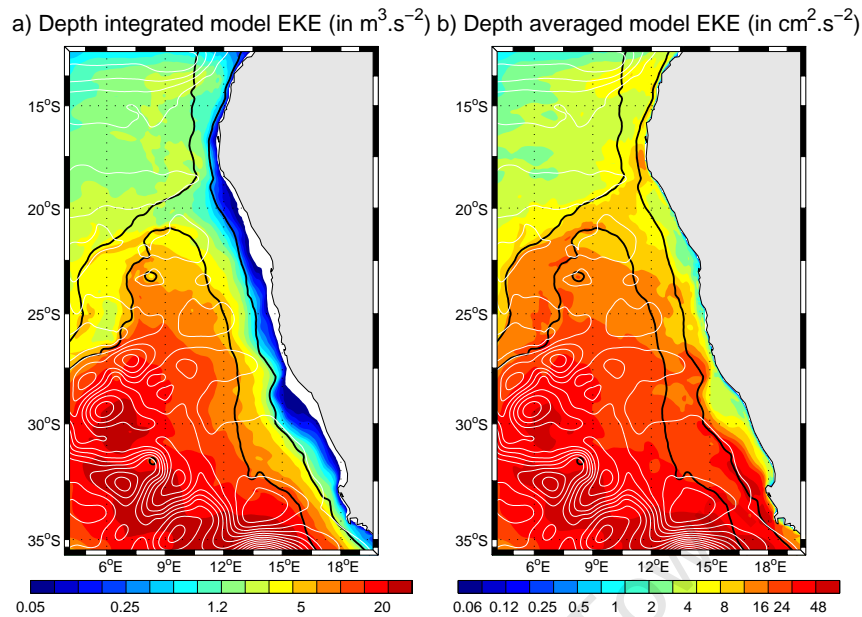 a) Depth integrated model EKE (in m³.s⁻²) b) Depth averaged model EKE (in cm².s⁻²)
15°S 15°S
20°S 20°S
25°S 25°S
30°S 30°S
35°S 35°S
6°E 9°E 12°E 15°E 18°E 6°E 9°E 12°E 15°E 18°E
0.05 0.25 1.2 5 20 0.06 0.12 0.25 0.5 1 2 4 8 16 24 48